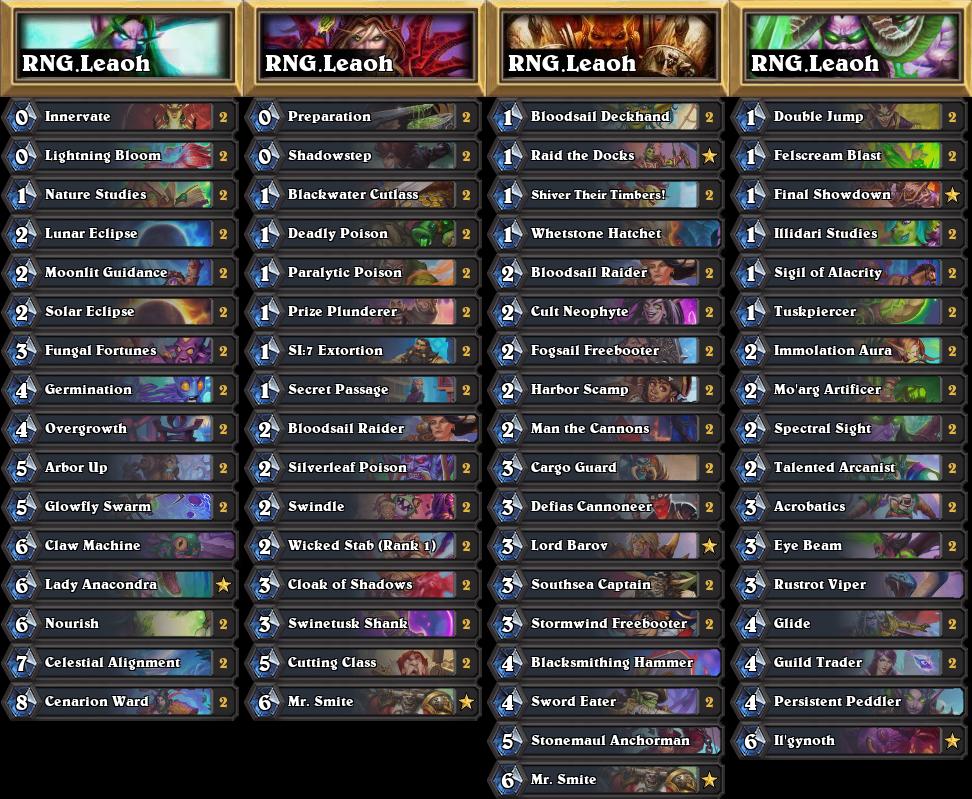 RNG.Leaoh
0 Innervate 2
0 Lightning Bloom 2
1 Nature Studies 2
2 Lunar Eclipse 2
2 Moonlit Guidance 2
2 Solar Eclipse 2
3 Fungal Fortunes 2
4 Germination 2
4 Overgrowth 2
5 Arbor Up 2
5 Glowfly Swarm 2
6 Claw Machine
6 Lady Anacondra
6 Nourish 2
7 Celestial Alignment 2
8 Cenarion Ward 2
RNG.Leaoh
0 Preparation 2
0 Shadowstep 2
1 Blackwater Cutlass 2
1 Deadly Poison 2
1 Paralytic Poison 2
1 Prize Plunderer 2
1 SI:7 Extortion 2
1 Secret Passage 2
2 Bloodsail Raider
2 Silverleaf Poison 2
2 Swindle 2
2 Wicked Stab (Rank 1) 2
3 Cloak of Shadows 2
3 Swinetusk Shank 2
5 Cutting Class 2
6 Mr. Smite
RNG.Leaoh
1 Bloodsail Deckhand 2
1 Raid the Docks
1 Shiver Their Timbers! 2
1 Whetstone Hatchet
2 Bloodsail Raider 2
2 Cult Neophyte 2
2 Fogsail Freebooter 2
2 Harbor Scamp 2
2 Man the Cannons 2
3 Cargo Guard 2
3 Defias Cannoneer 2
3 Lord Barov
3 Southsea Captain 2
3 Stormwind Freebooter 2
4 Blacksmithing Hammer
4 Sword Eater 2
5 Stonemaul Anchorman
6 Mr. Smite
RNG.Leaoh
1 Double Jump 2
1 Felscream Blast 2
1 Final Showdown
1 Illidari Studies 2
1 Sigil of Alacrity 2
1 Tuskpiercer 2
2 Immolation Aura 2
2 Mo'arg Artificer 2
2 Spectral Sight 2
2 Talented Arcanist 2
3 Acrobatics 2
3 Eye Beam 2
3 Rustrot Viper
4 Glide 2
4 Guild Trader 2
4 Persistent Peddler
6 Il'gynoth